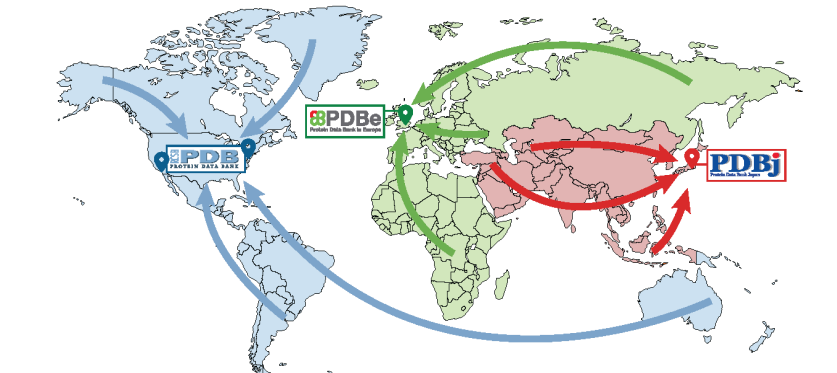 PDBe
Protein Data Bank in Europe
PDB
PROTEIN DATA BANK
PDBj
Protein Data Bank Japan